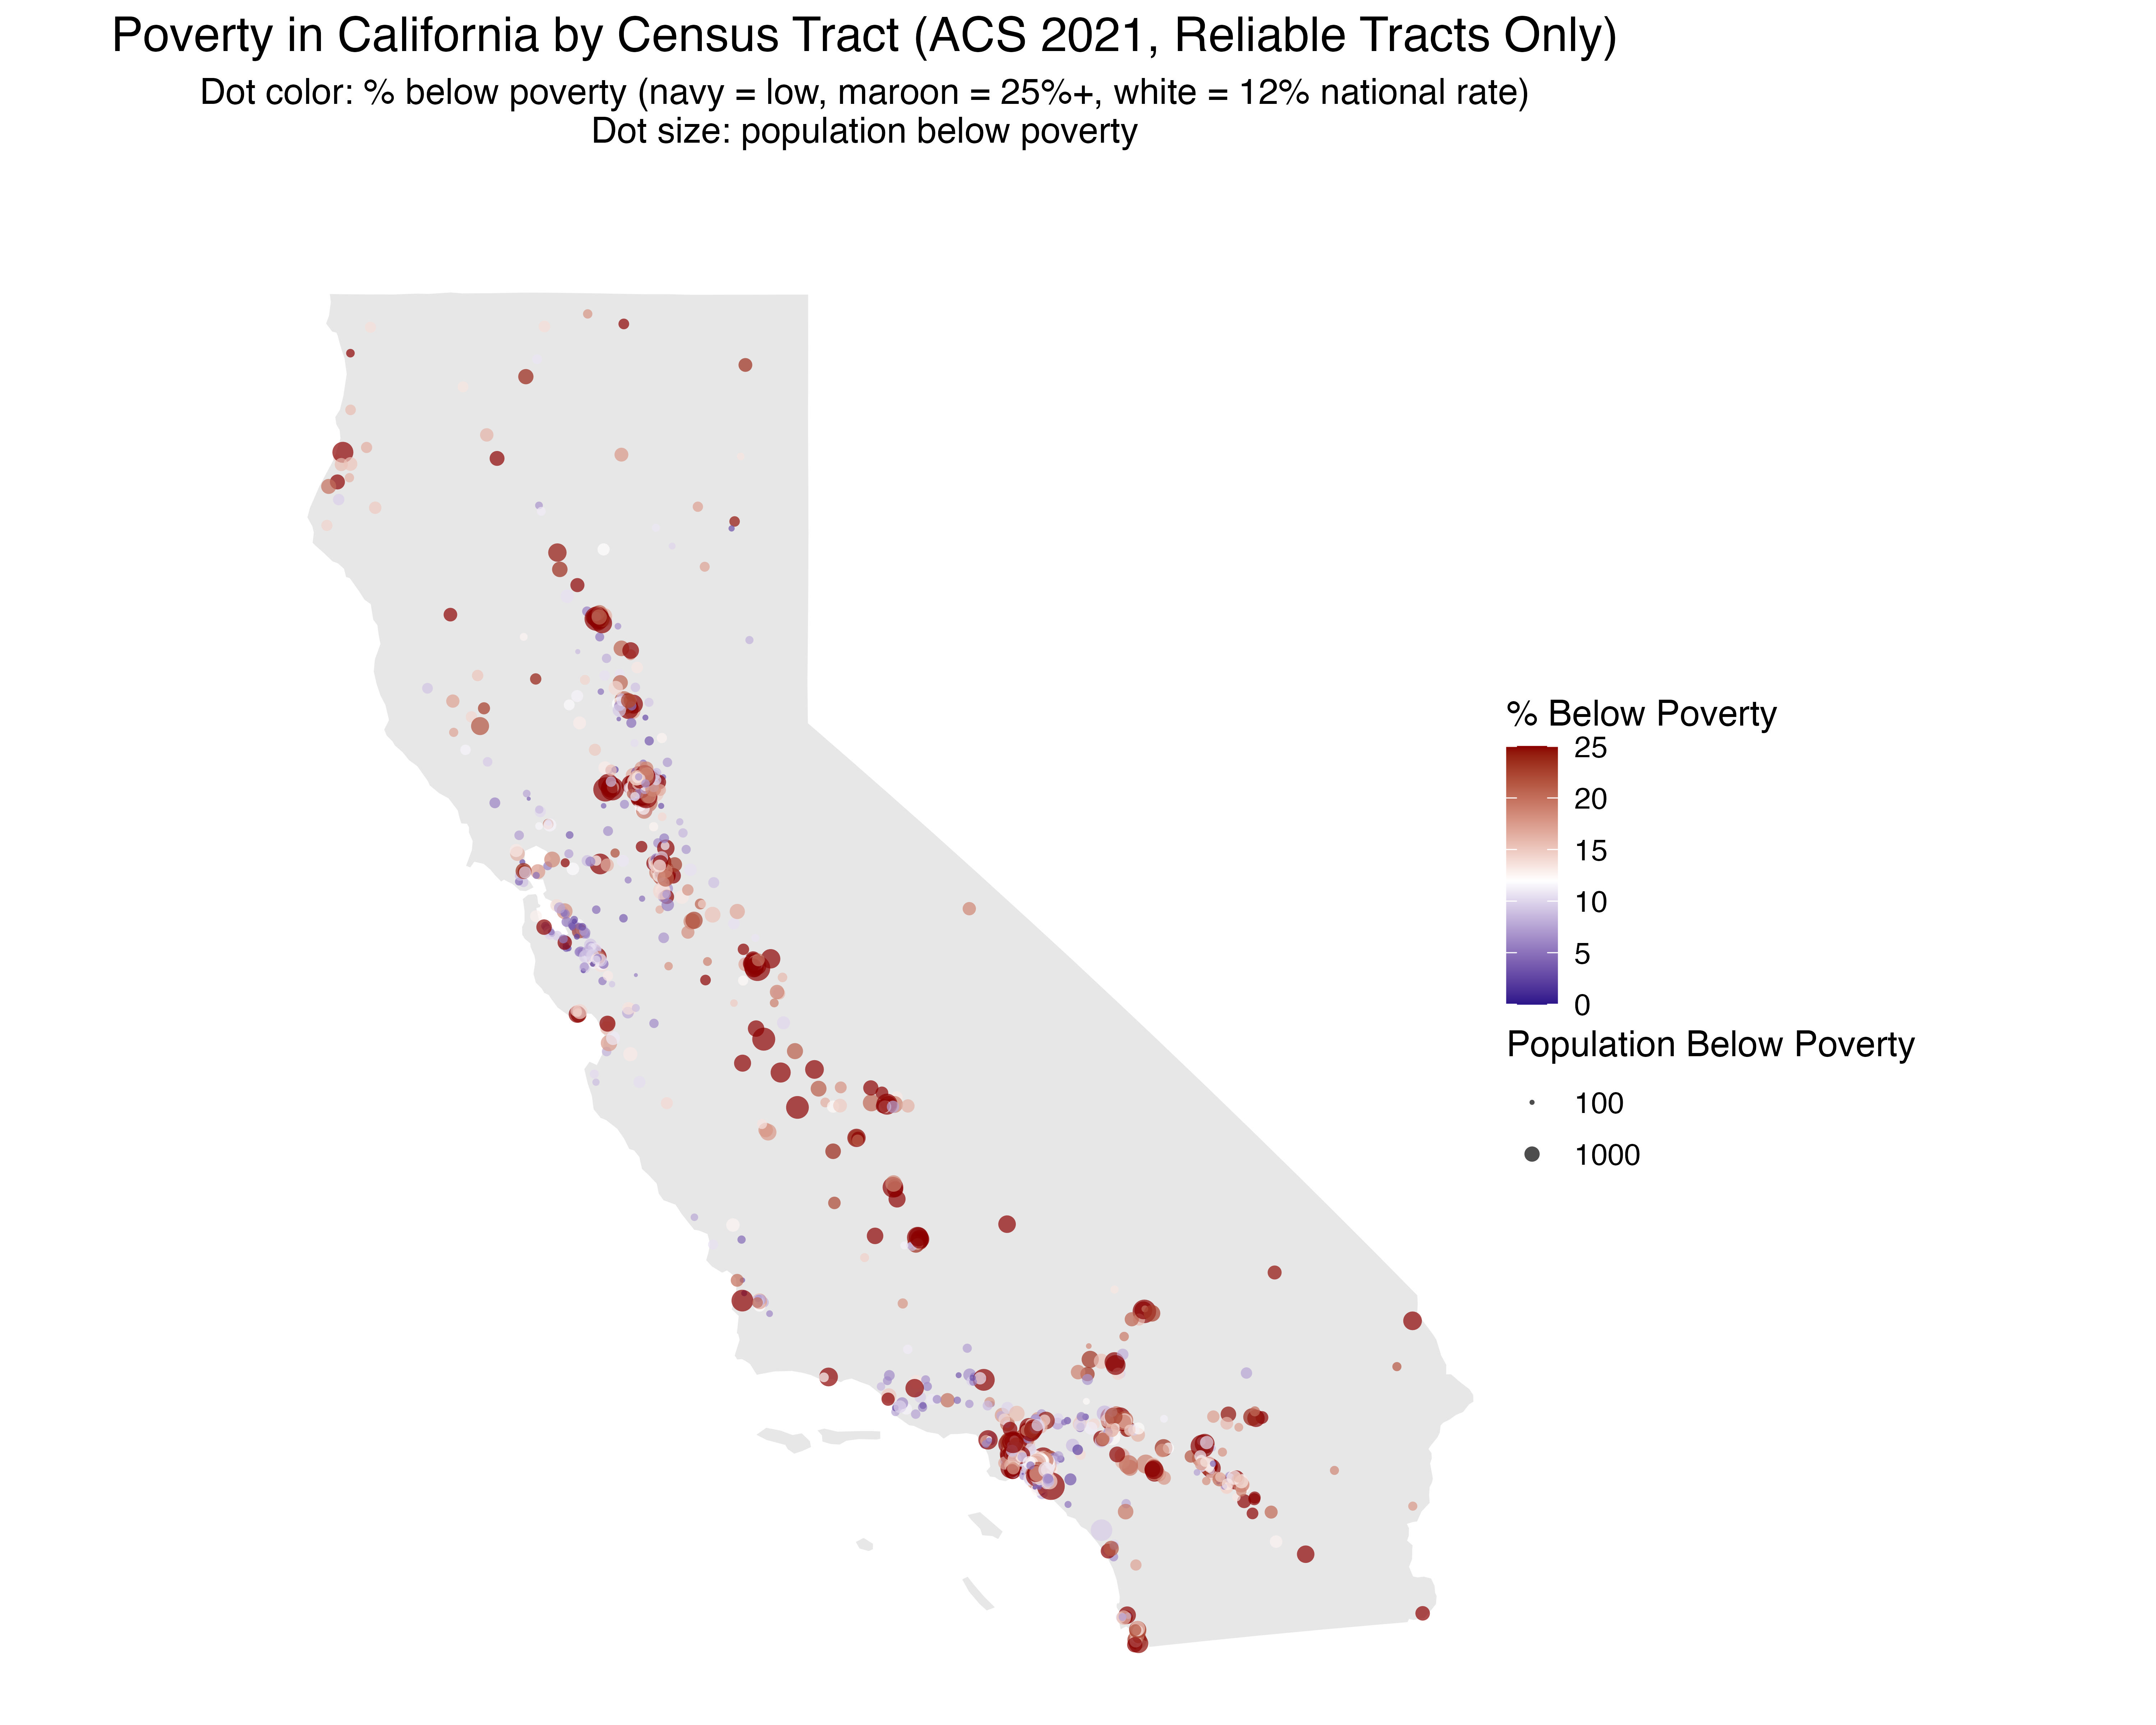 Poverty in California by Census Tract (ACS 2021, Reliable Tracts Only)
Dot color: % below poverty (navy = low, maroon = 25%+, white = 12% national rate)
Dot size: population below poverty
% Below Poverty
25
20
15
10
5
0
Population Below Poverty
100
1000